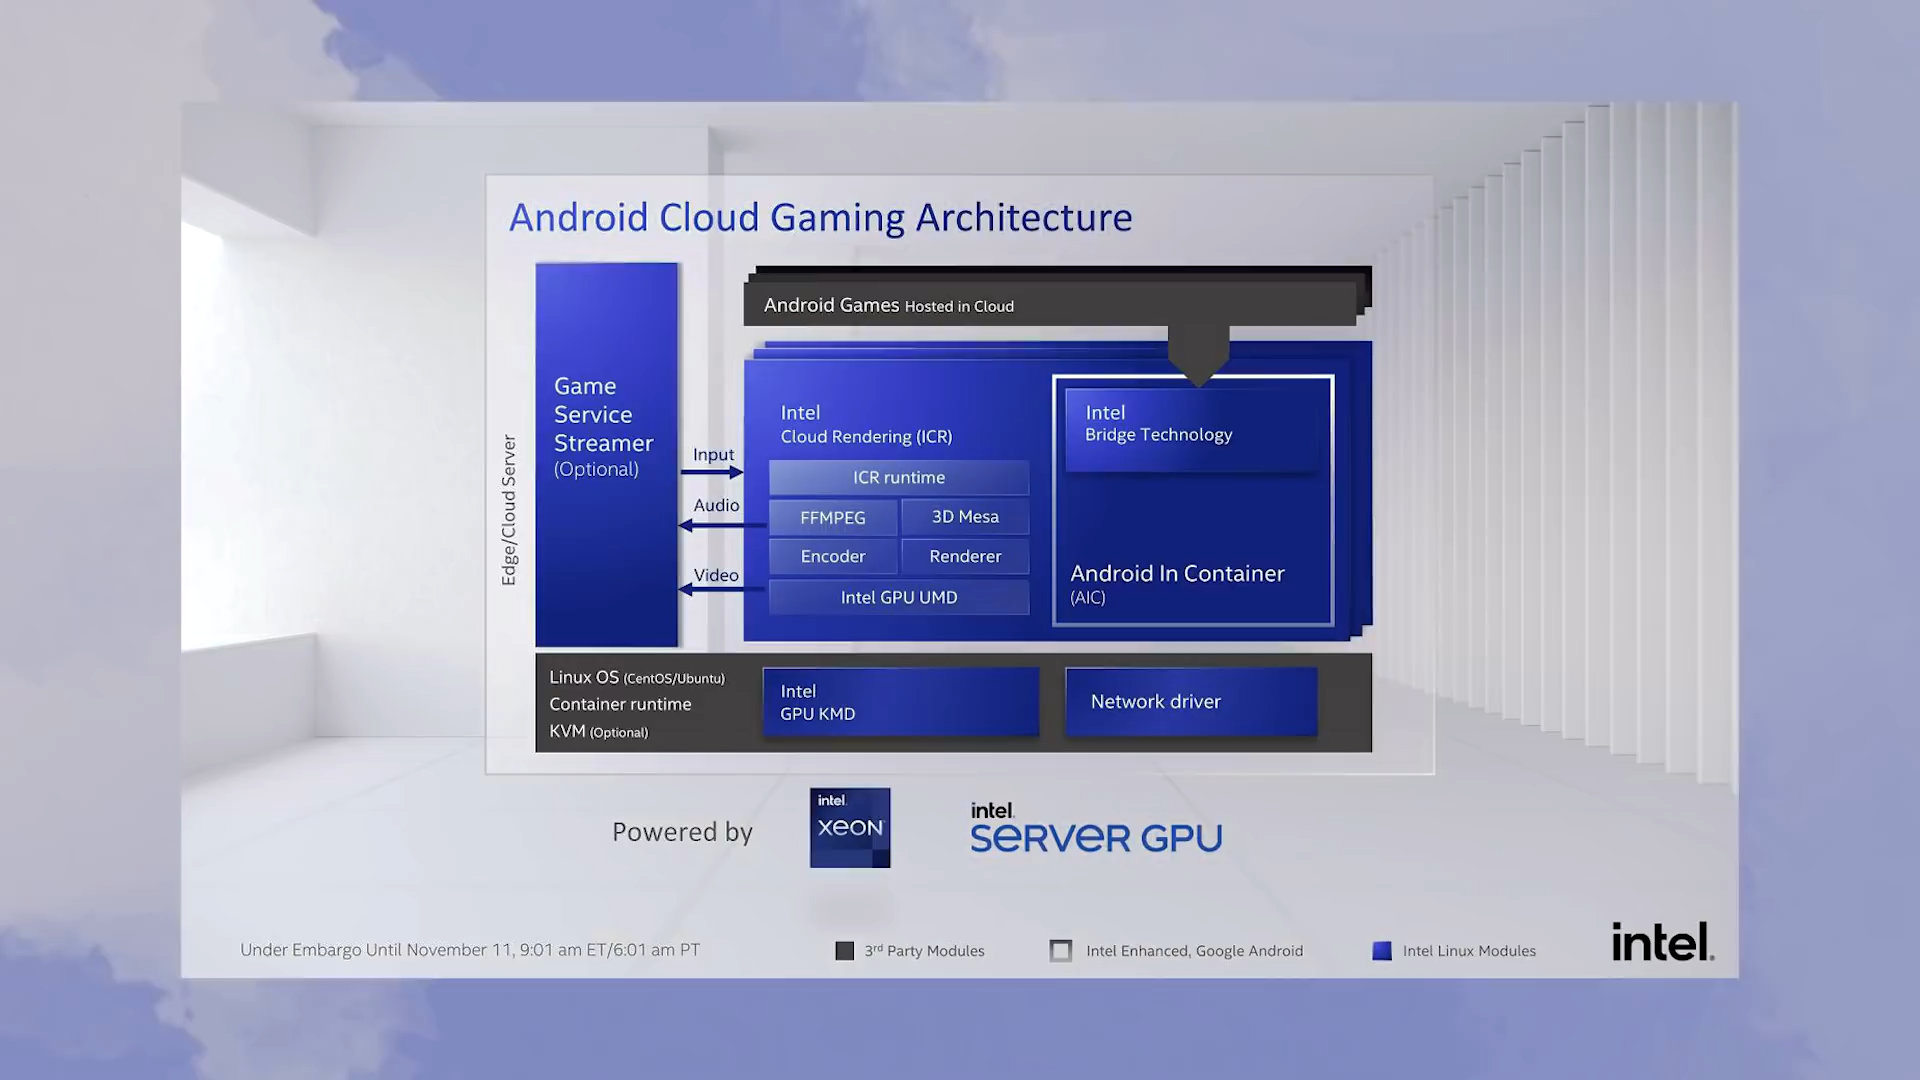 Android Cloud Gaming Architecture
Edge/Cloud Server
Game
Service
Streamer
(Optional)
Input
Audio
Video
Android Games Hosted in Cloud
Intel
Cloud Rendering (ICR)
ICR runtime
FFMPEG
3D Mesa
Encoder
Renderer
Intel GPU UMD
Intel
Bridge Technology
Android In Container
(AIC)
Linux OS (CentOS/Ubuntu)
Container runtime
KVM (Optional)
Intel
GPU KMD
Network driver
Powered by
intel.
XEON
intel.
SERVER GPU
Under Embargo Until November 11, 9:01 am ET/6:01 am PT
3rd Party Modules
Intel Enhanced, Google Android
Intel Linux Modules
intel.